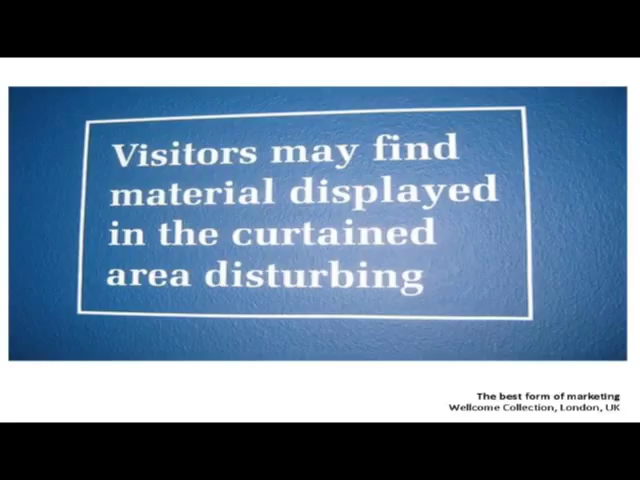 Visitors may find
material displayed
in the curtained
area disturbing
The best form of marketing
Wellcome Collection, London, UK